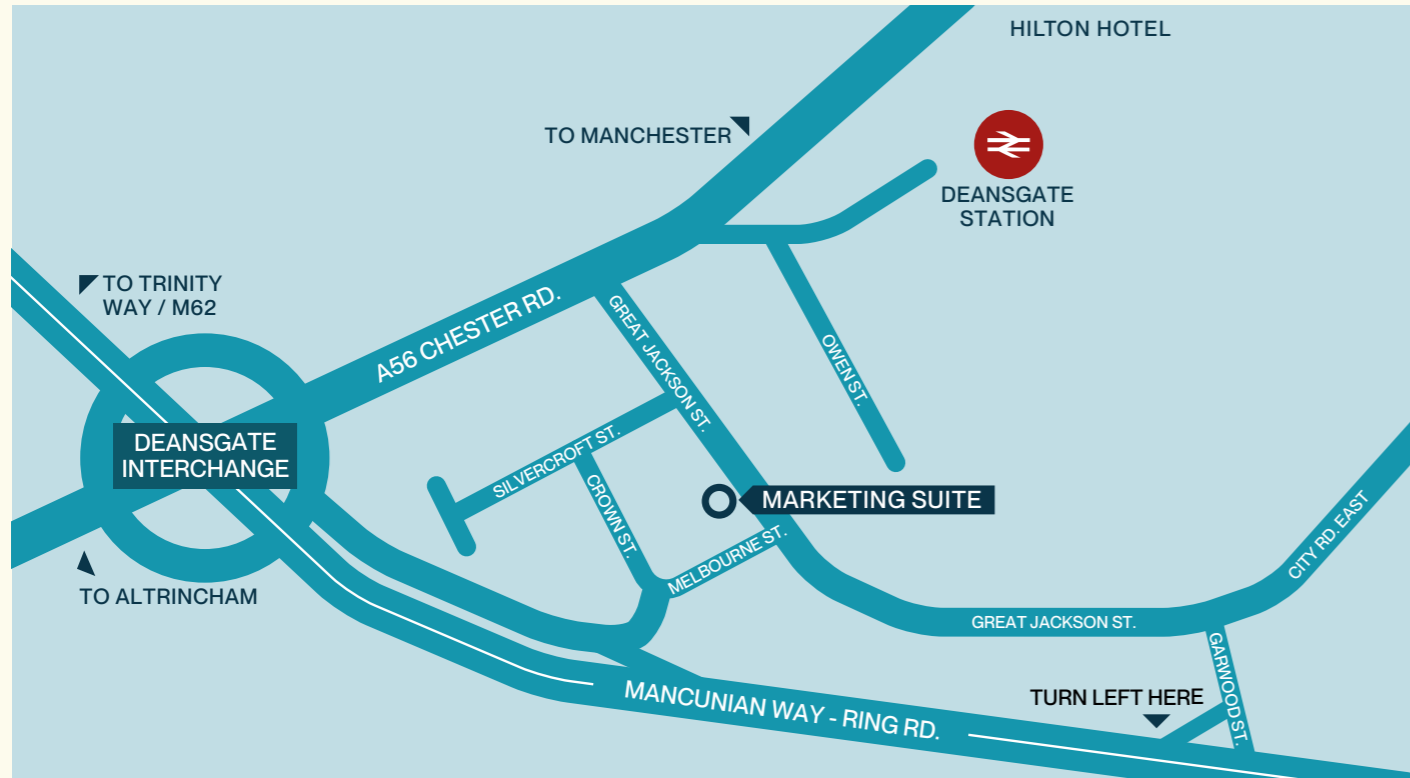 HILTON HOTEL
TO MANCHESTER
DEANSGATE
STATION
TO TRINITY
WAY / M62
A56 CHESTER RD.
GREAT JACKSON ST.
OWEN ST.
DEANSGATE
INTERCHANGE
SILVERCROFT ST.
CROWN ST.
MARKETING SUITE
MELBOURNE ST.
CITY RD. EAST
TO ALTRINCHAM
GREAT JACKSON ST.
GARWOOD ST.
MANCUNIAN WAY - RING RD.
TURN LEFT HERE